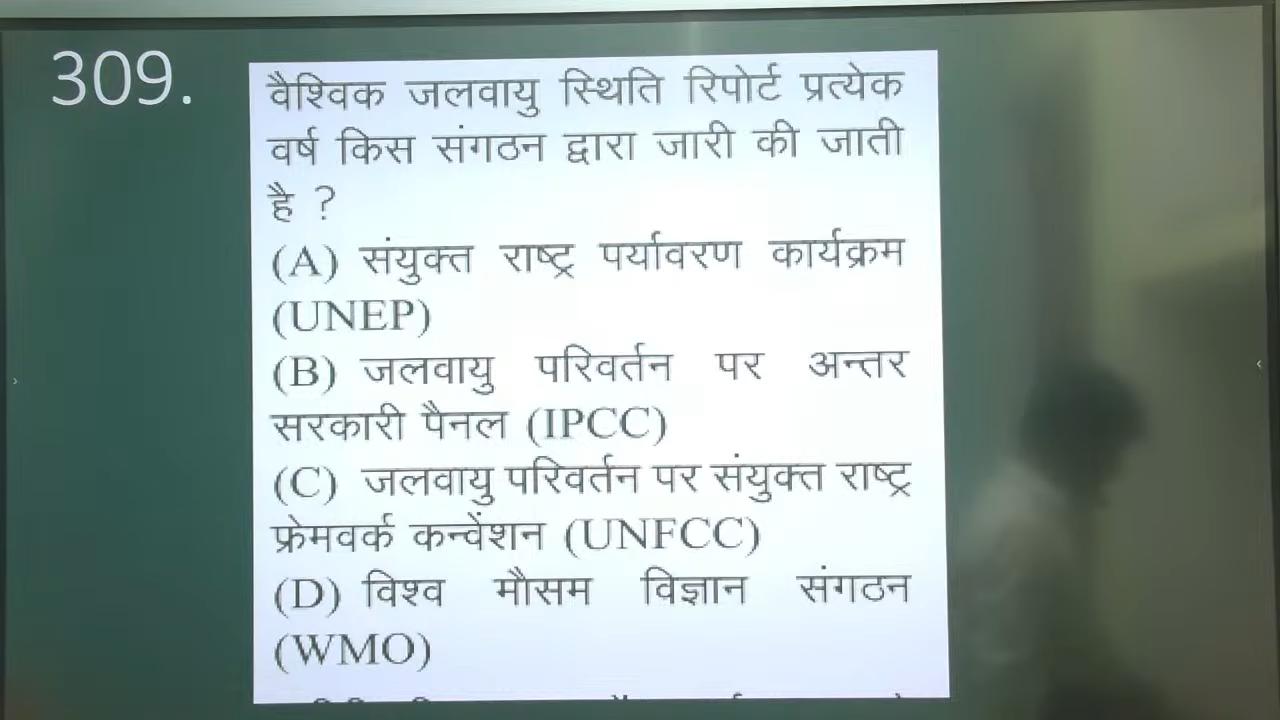 309.
वैश्विक जलवायु स्थिति रिपोर्ट प्रत्येक
वर्ष किस संगठन द्वारा जारी की जाती
है ?
(A) संयुक्त राष्ट्र पर्यावरण कार्यक्रम
(UNEP)
(B) जलवायु परिवर्तन पर अन्तर
सरकारी पैनल (IPCC)
(C) जलवायु परिवर्तन पर संयुक्त राष्ट्र
फ्रेमवर्क कन्वेंशन (UNFCC)
(D) विश्व मौसम विज्ञान संगठन
(WMO)